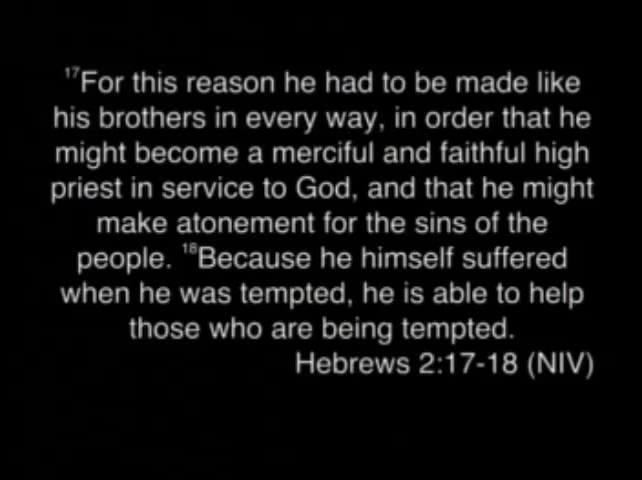 17For this reason he had to be made like
his brothers in every way, in order that he
might become a merciful and faithful high
priest in service to God, and that he might
make atonement for the sins of the
people. 18Because he himself suffered
when he was tempted, he is able to help
those who are being tempted.
Hebrews 2:17-18 (NIV)